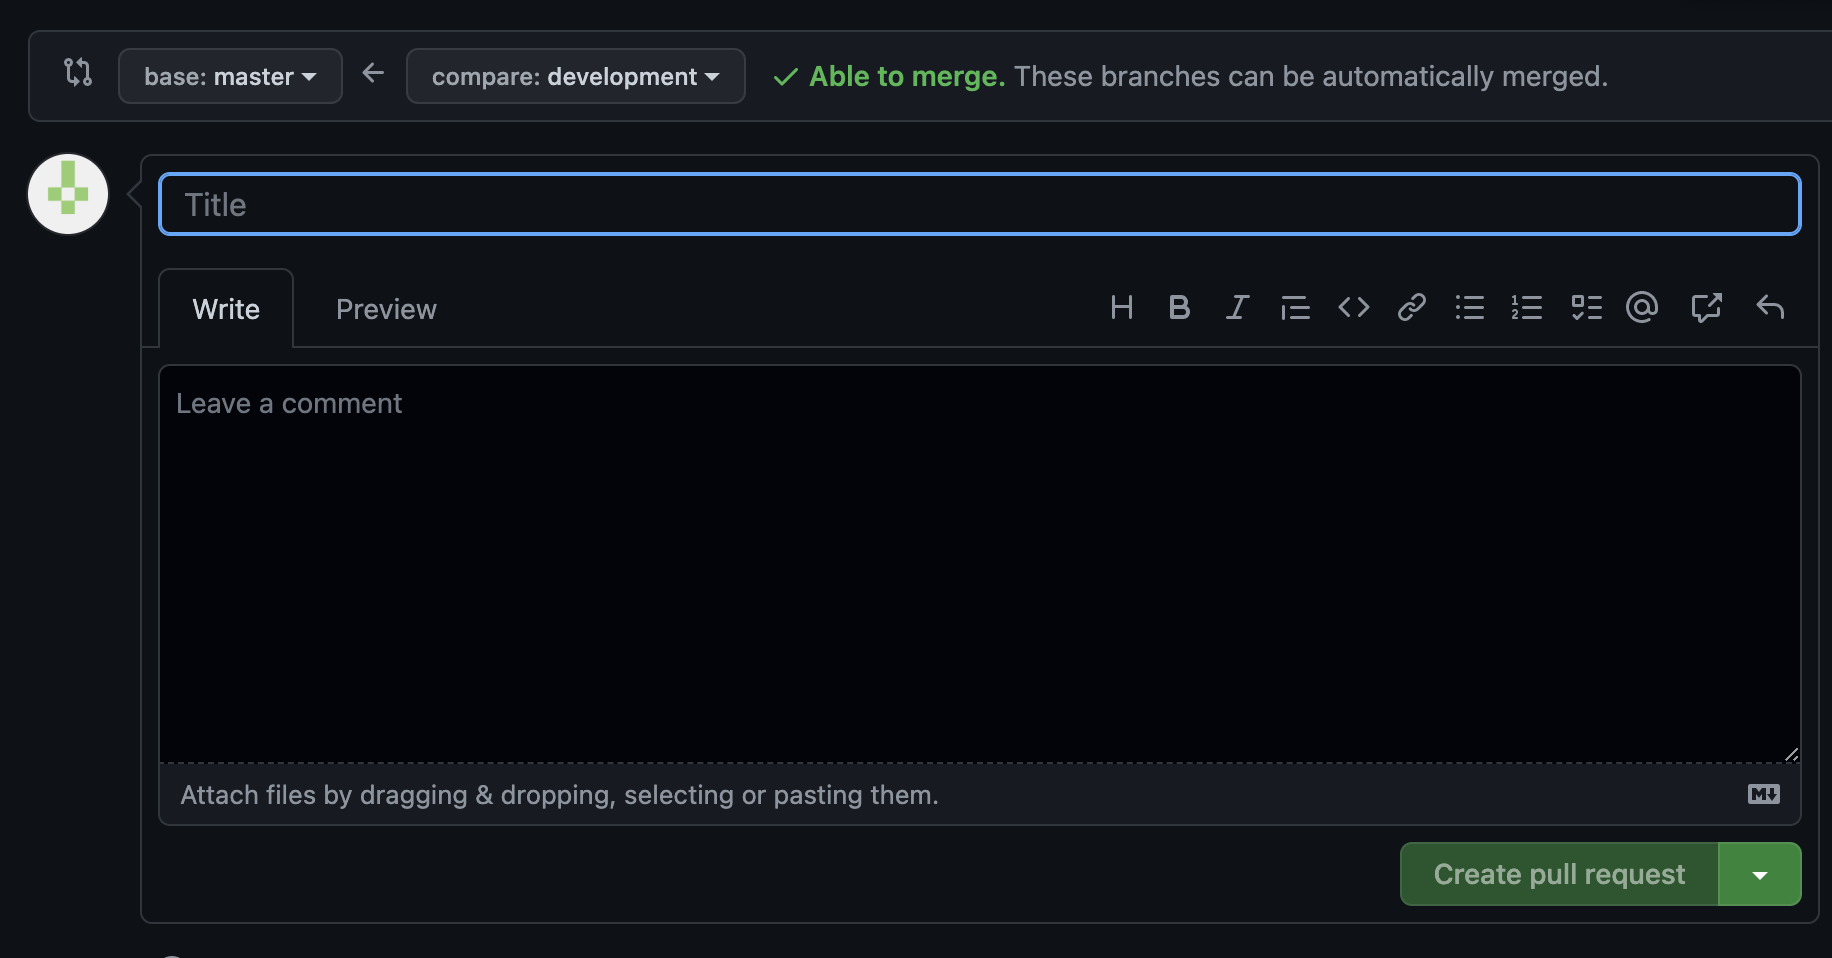 base: master compare: development Able to merge. These branches can be automatically merged.
Title
Write Preview
Leave a comment
Attach files by dragging & dropping, selecting or pasting them.
Create pull request